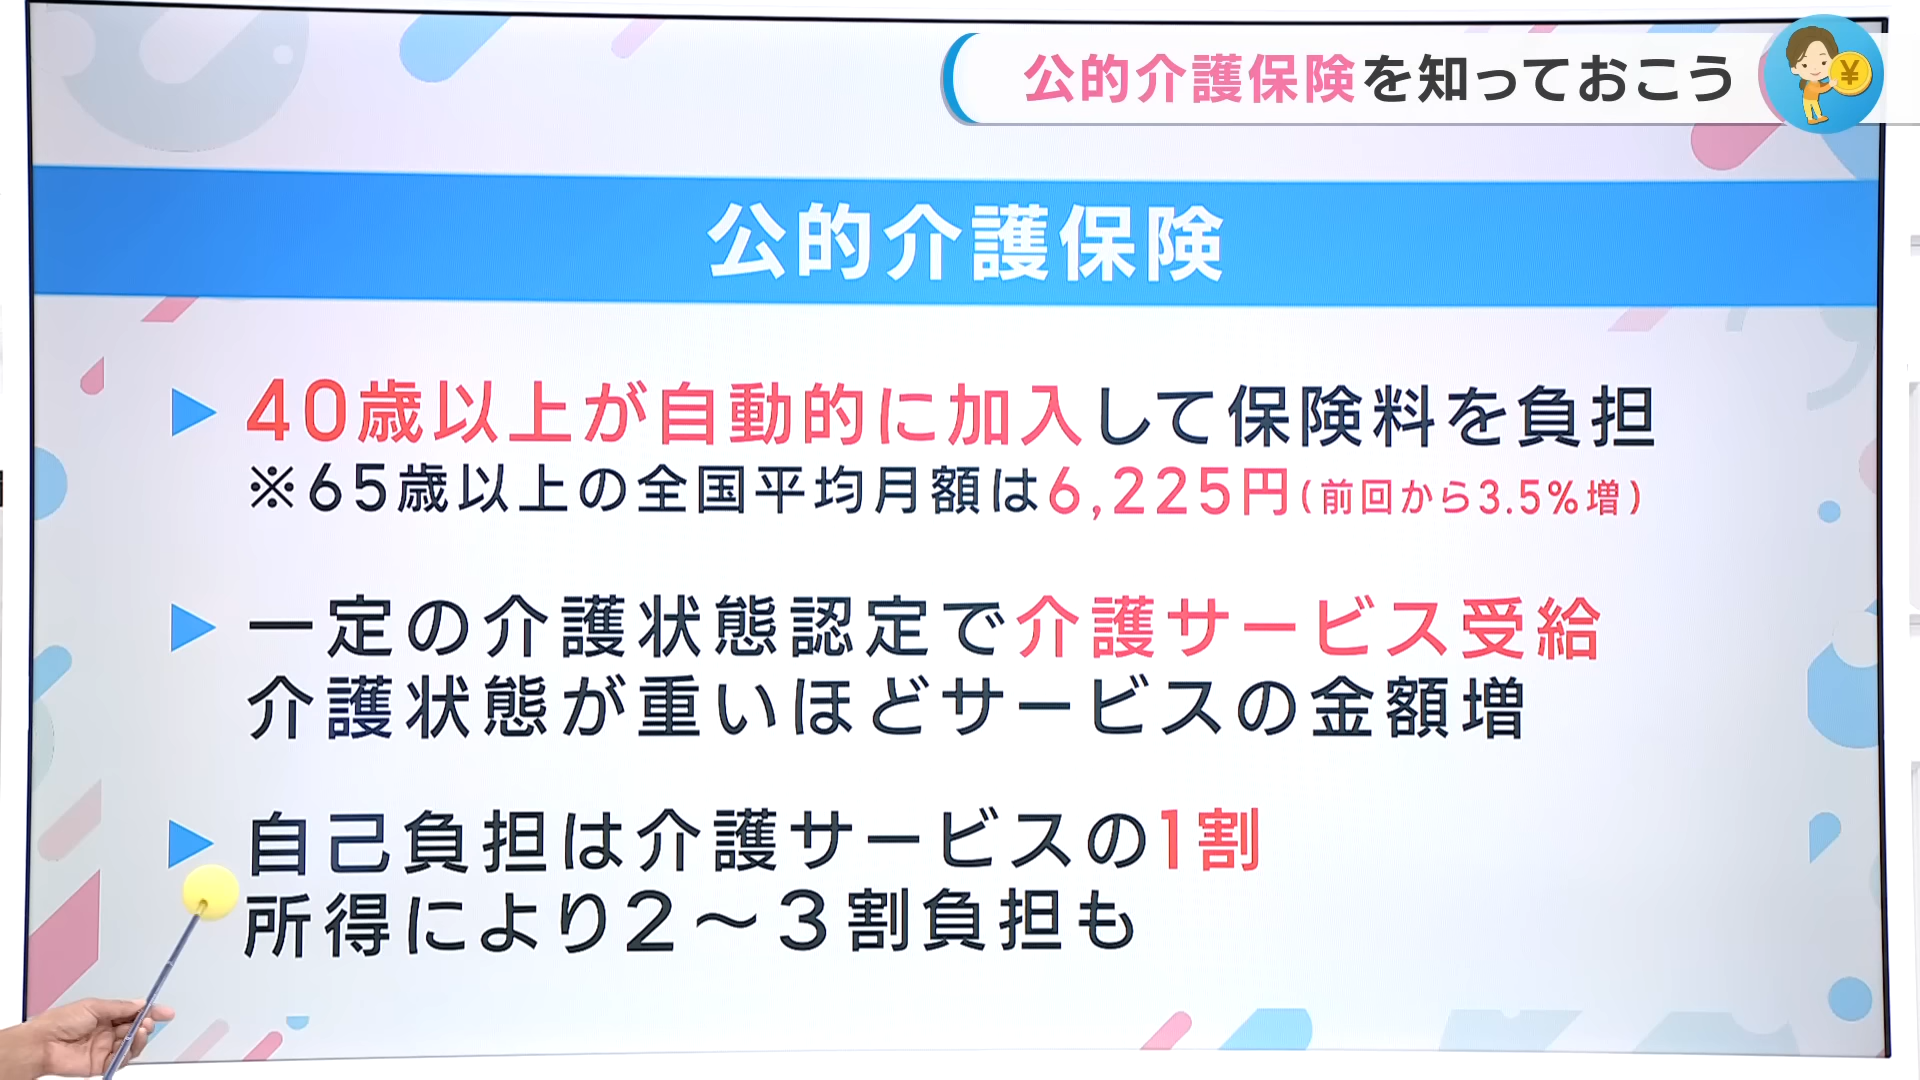 公的介護保険を知っておこう
¥
公的介護保険
▶ 40歳以上が自動的に加入して保険料を負担
※65歳以上の全国平均月額は6,225円(前回から3.5%増)
▶ 一定の介護状態認定で介護サービス受給
介護状態が重いほどサービスの金額増
▶ 自己負担は介護サービスの1割
所得により2〜3割負担も